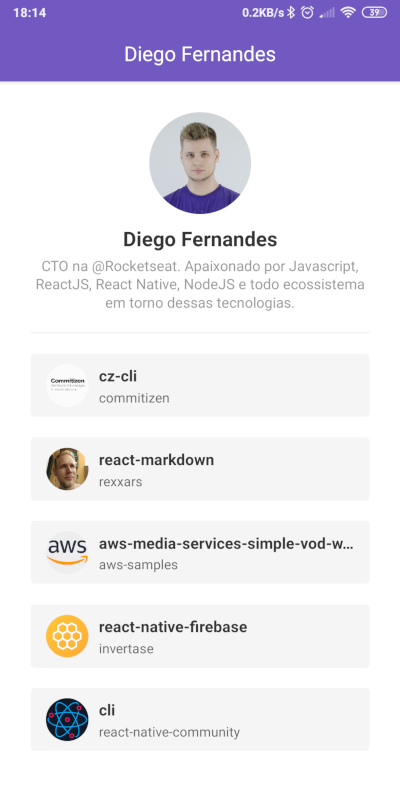 18:14
0.2KB/s
39
Diego Fernandes
Diego Fernandes
CTO na @Rocketseat. Apaixonado por Javascript,
ReactJS, React Native, NodeJS e todo ecossistema
em torno dessas tecnologias.
Commitizen
cz-cli
commitizen
react-markdown
rexxars
aws
aws-media-services-simple-vod-w...
aws-samples
react-native-firebase
invertase
cli
react-native-community